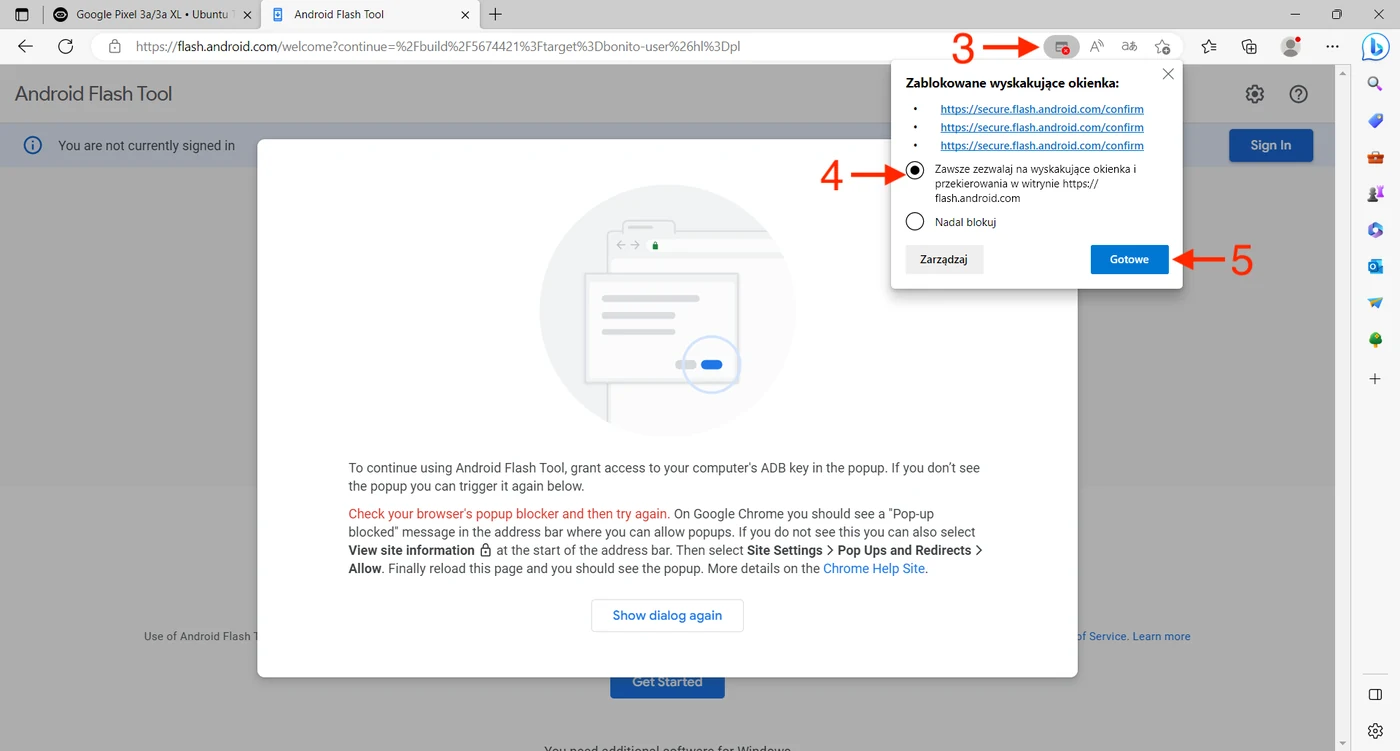 Google Pixel 3a/3a XL • Ubuntu
Android Flash Tool
https://flash.android.com/welcome?continue=%2Fbuild%2F5674421%3Ftarget%3Dbonito-user%26hl%3Dpl
3
Android Flash Tool
You are not currently signed in
Sign In
Zablokowane wyskakujące okienka:
• https://secure.flash.android.com/confirm
• https://secure.flash.android.com/confirm
• https://secure.flash.android.com/confirm
4
Zawsze zezwalaj na wyskakujące okienka i
przekierowania w witrynie https://
flash.android.com
Nadal blokuj
Zarządzaj
Gotowe
5
To continue using Android Flash Tool, grant access to your computer's ADB key in the popup. If you don't see
the popup you can trigger it again below.
Check your browser's popup blocker and then try again. On Google Chrome you should see a "Pop-up
blocked" message in the address bar where you can allow popups. If you do not see this you can also select
View site information at the start of the address bar. Then select Site Settings > Pop Ups and Redirects >
Allow. Finally reload this page and you should see the popup. More details on the Chrome Help Site.
Show dialog again
Use of Android Flash
of Service. Learn more
Get Started
You need additional software for Windows